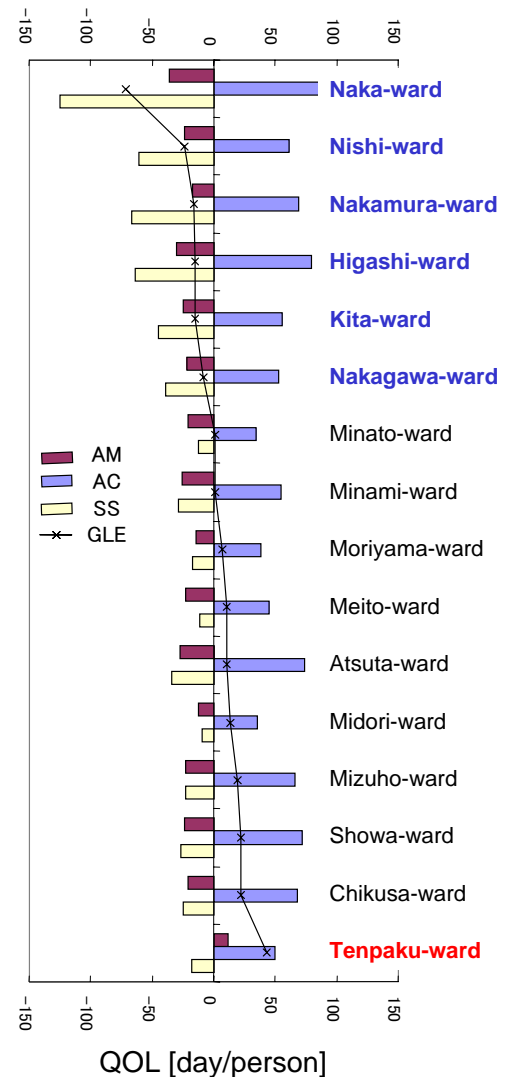 -150
-100
-50
0
50
100
150
Naka-ward
Nishi-ward
Nakamura-ward
Higashi-ward
Kita-ward
Nakagawa-ward
Minato-ward
Minami-ward
Moriyama-ward
Meito-ward
Atsuta-ward
Midori-ward
Mizuho-ward
Showa-ward
Chikusa-ward
Tenpaku-ward
AM
AC
SS
GLE
-150
-100
-50
0
50
100
150
QOL [day/person]